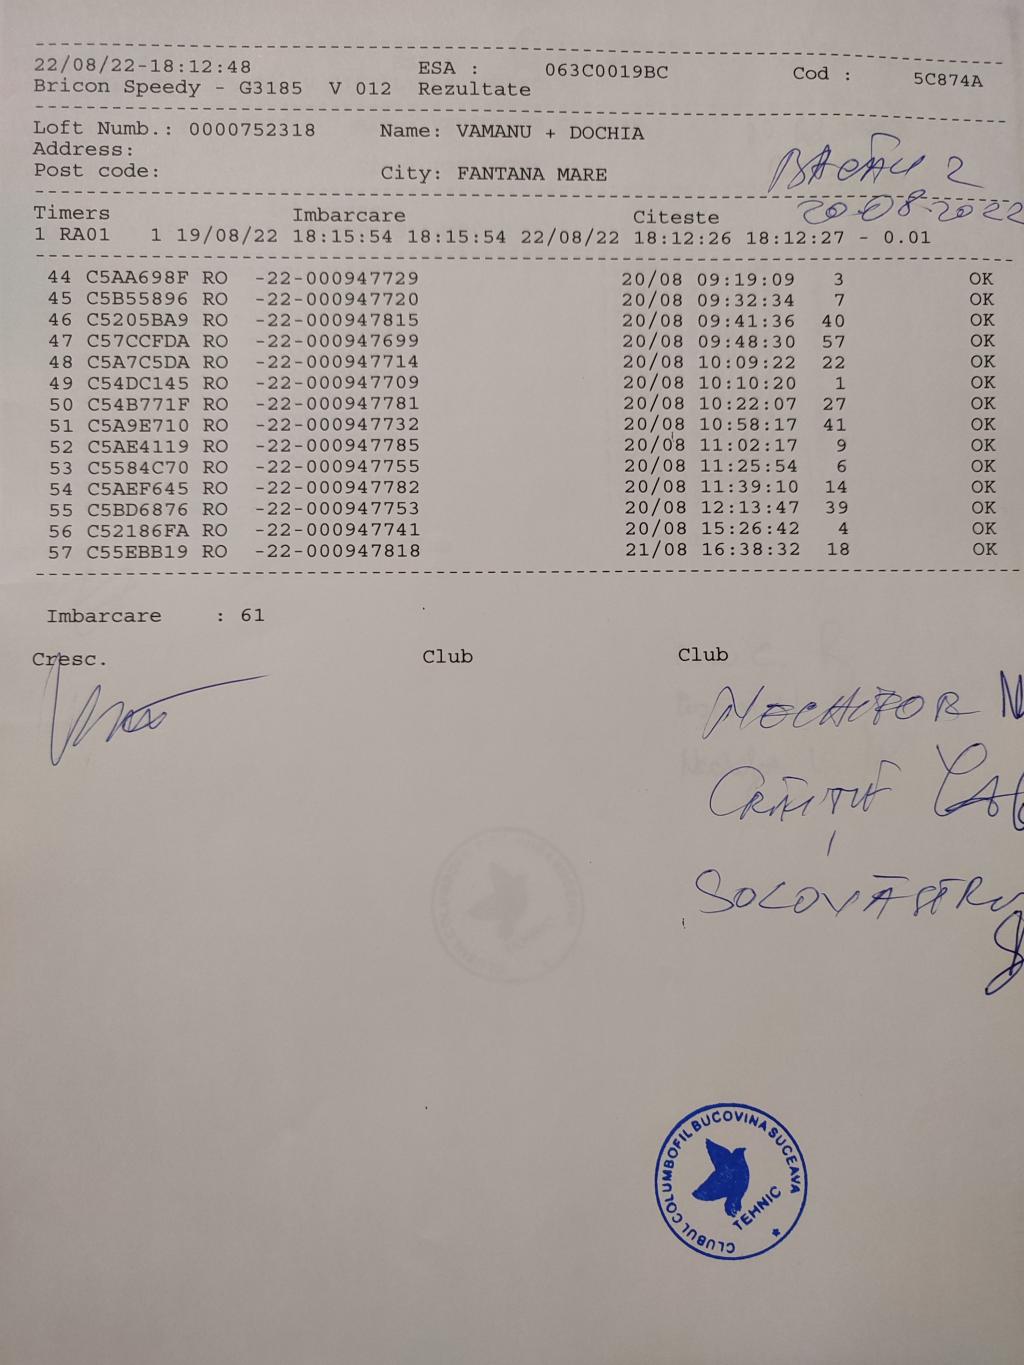 22/08/22-18:12:48 ESA : 063C0019BC Cod : 5C874A
Bricon Speedy - G3185 V 012 Rezultate
Loft Numb.: 0000752318 Name: VAMANU + DOCHIA
Address:
Post code: City: FANTANA MARE
BACĂU 2
20-08-2022
Timers Imbarcare Citeste
1 RA01 1 19/08/22 18:15:54 18:15:54 22/08/22 18:12:26 18:12:27 - 0.01
44 C5AA698F RO -22-000947729 20/08 09:19:09 3 OK
45 C5B55896 RO -22-000947720 20/08 09:32:34 7 OK
46 C5205BA9 RO -22-000947815 20/08 09:41:36 40 OK
47 C57CCFDA RO -22-000947699 20/08 09:48:30 57 OK
48 C5A7C5DA RO -22-000947714 20/08 10:09:22 22 OK
49 C54DC145 RO -22-000947709 20/08 10:10:20 1 OK
50 C54B771F RO -22-000947781 20/08 10:22:07 27 OK
51 C5A9E710 RO -22-000947732 20/08 10:58:17 41 OK
52 C5AE4119 RO -22-000947785 20/08 11:02:17 9 OK
53 C5584C70 RO -22-000947755 20/08 11:25:54 6 OK
54 C5AEF645 RO -22-000947782 20/08 11:39:10 14 OK
55 C5BD6876 RO -22-000947753 20/08 12:13:47 39 OK
56 C52186FA RO -22-000947741 20/08 15:26:42 4 OK
57 C55EBB19 RO -22-000947818 21/08 16:38:32 18 OK
Imbarcare : 61
Cresc. Club Club
NECHIFOR
SOLOVĂSTRU
CLUBUL COLUMBOFIL BUCOVINA SUCEAVA
TEHNIC